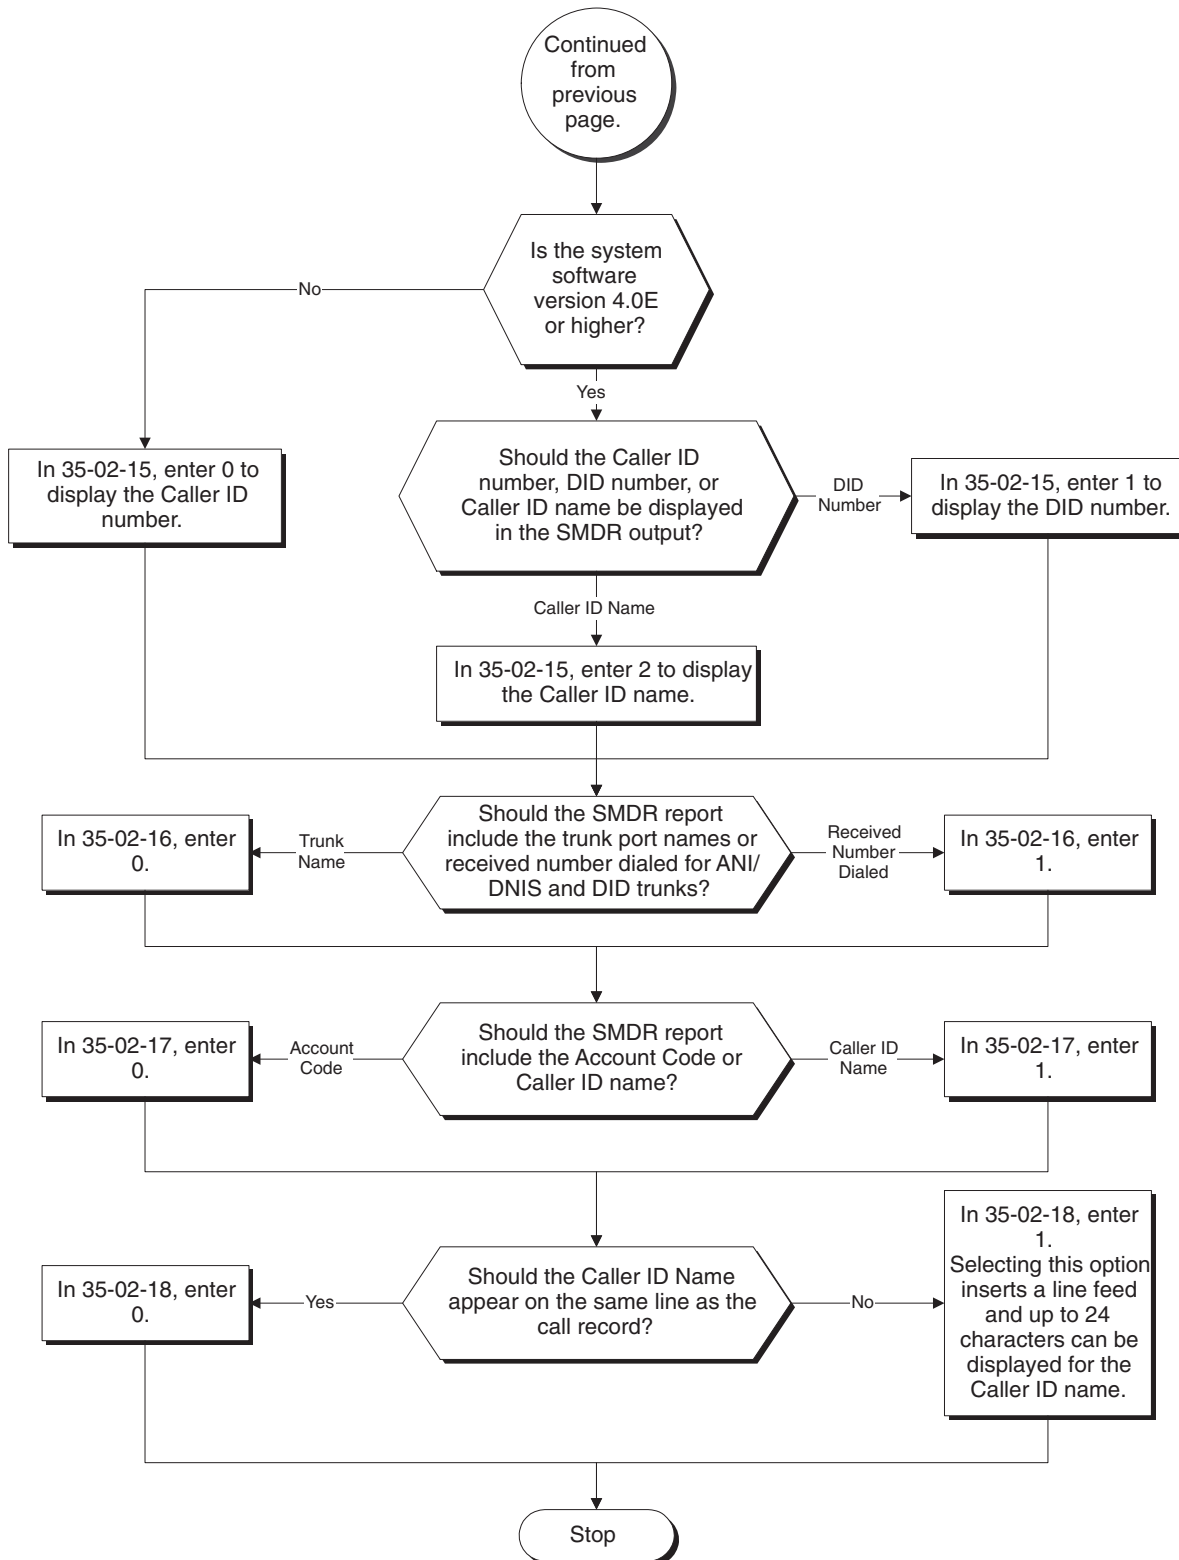 Continued
from
previous
page.
Is the system
software
version 4.0E
or higher?
No
Yes
In 35-02-15, enter 0 to
display the Caller ID
number.
Should the Caller ID
number, DID number, or
Caller ID name be displayed
in the SMDR output?
DID
Number
In 35-02-15, enter 1 to
display the DID number.
Caller ID Name
In 35-02-15, enter 2 to display
the Caller ID name.
In 35-02-16, enter
0.
Trunk
Name
Should the SMDR report
include the trunk port names or
received number dialed for ANI/
DNIS and DID trunks?
Received
Number
Dialed
In 35-02-16, enter
1.
In 35-02-17, enter
0.
Account
Code
Should the SMDR report
include the Account Code or
Caller ID name?
Caller ID
Name
In 35-02-17, enter
1.
In 35-02-18, enter
0.
Yes
Should the Caller ID Name
appear on the same line as the
call record?
No
In 35-02-18, enter
1.
Selecting this option
inserts a line feed
and up to 24
characters can be
displayed for the
Caller ID name.
Stop